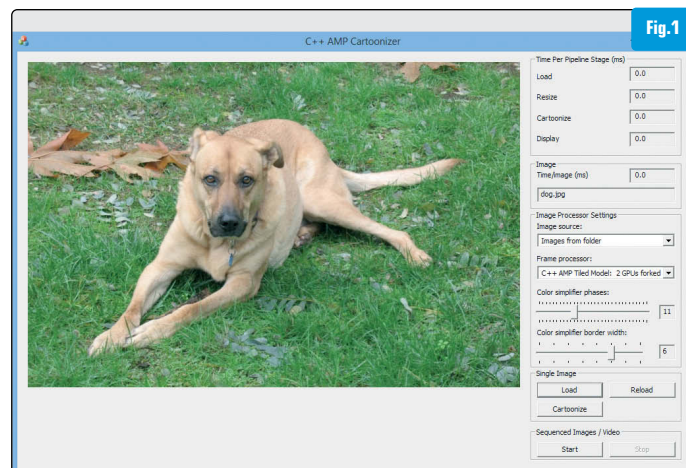 Fig.1
C++ AMP Cartoonizer
Time Per Pipeline Stage (ms)
Load 0.0
Resize 0.0
Cartoonize 0.0
Display 0.0
Image
Time/image (ms) 0.0
dog.jpg
Image Processor Settings
Image source:
Images from folder
Frame processor:
C++ AMP Tiled Model: 2 GPUs forked
Color simplifier phases:
11
Color simplifier border width:
6
Single Image
Load Reload
Cartoonize
Sequenced Images / Video
Start Stop